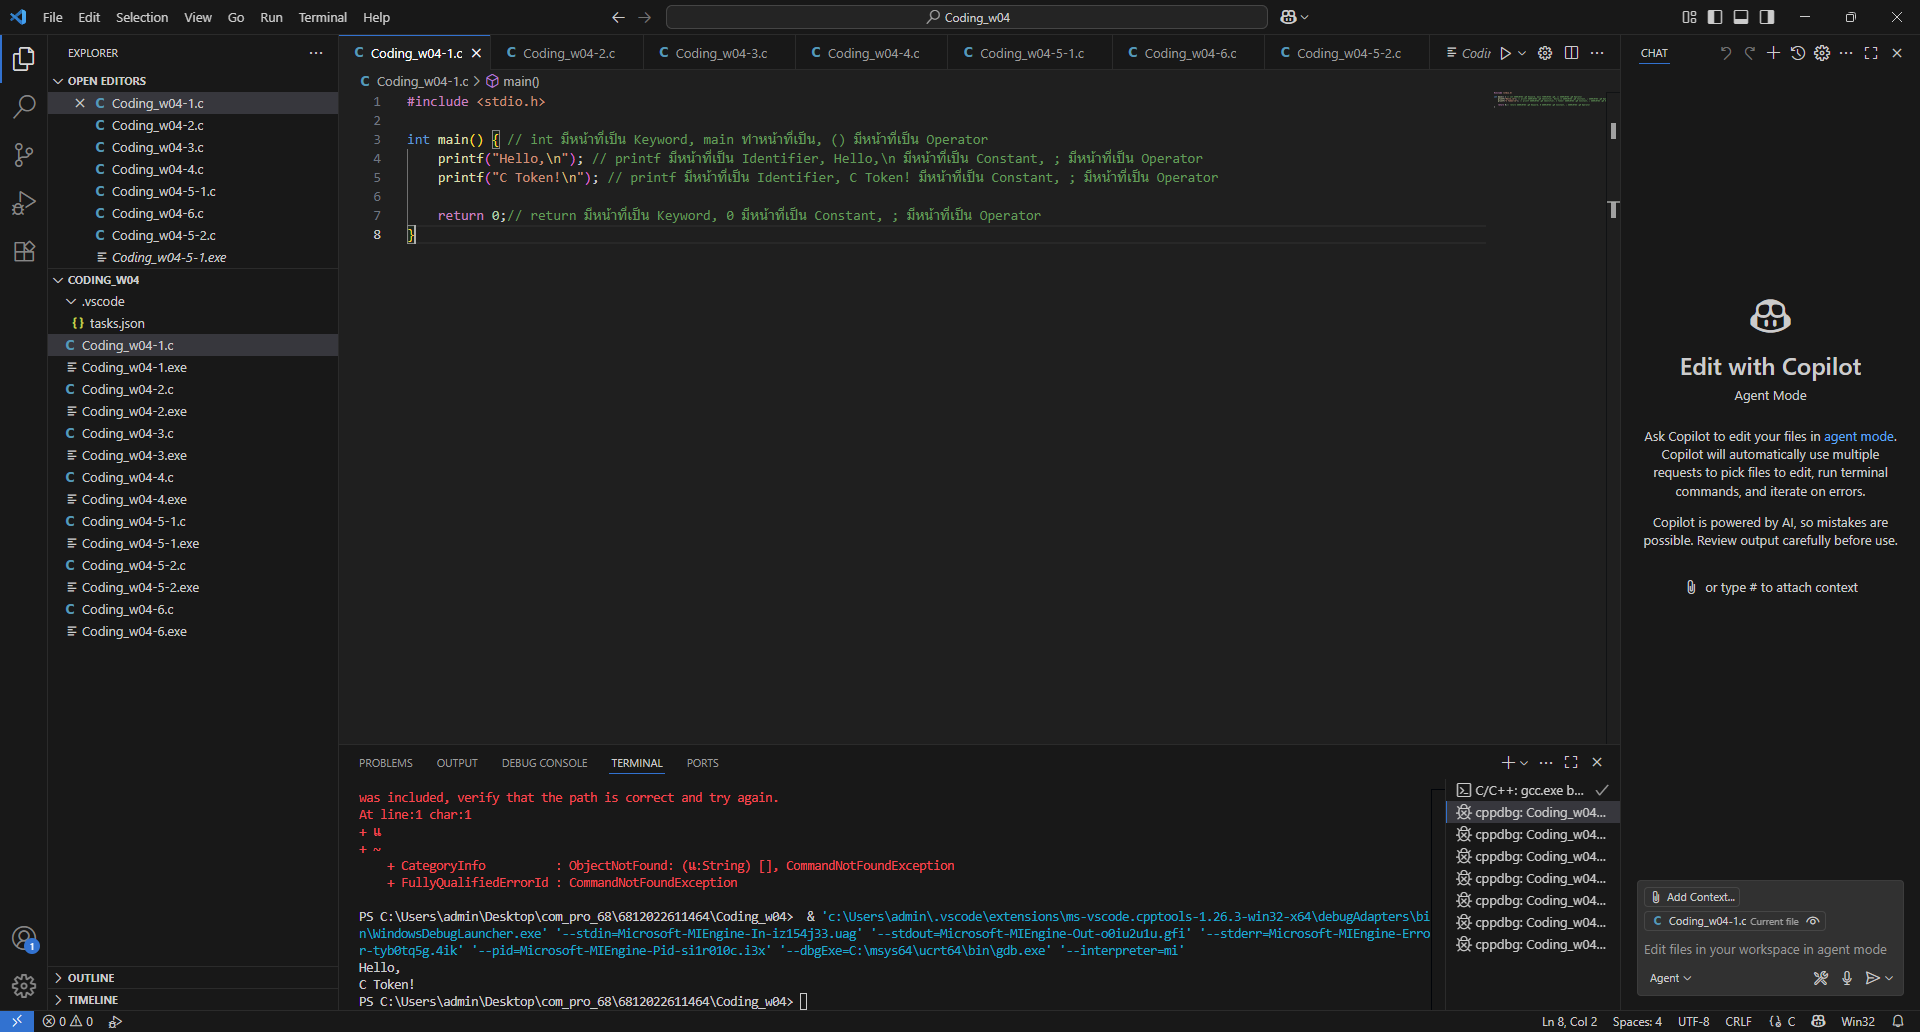 File Edit Selection View Go Run Terminal Help
Coding_w04
EXPLORER
OPEN EDITORS
Coding_w04-1.c
Coding_w04-2.c
Coding_w04-3.c
Coding_w04-4.c
Coding_w04-5-1.c
Coding_w04-6.c
Coding_w04-5-2.c
Coding_w04-5-1.exe
CODING_W04
.vscode
tasks.json
Coding_w04-1.c
Coding_w04-1.exe
Coding_w04-2.c
Coding_w04-2.exe
Coding_w04-3.c
Coding_w04-3.exe
Coding_w04-4.c
Coding_w04-4.exe
Coding_w04-5-1.c
Coding_w04-5-1.exe
Coding_w04-5-2.c
Coding_w04-5-2.exe
Coding_w04-6.c
Coding_w04-6.exe
OUTLINE
TIMELINE
Coding_w04-1.c Coding_w04-2.c Coding_w04-3.c Coding_w04-4.c Coding_w04-5-1.c Coding_w04-6.c Coding_w04-5-2.c
Coding_w04-1.c > main()
1 #include <stdio.h>
2
3 int main() { // int มีหน้าที่เป็น Keyword, main ทำหน้าที่เป็น, () มีหน้าที่เป็น Operator
4 printf("Hello,\n"); // printf มีหน้าที่เป็น Identifier, Hello,\n มีหน้าที่เป็น Constant, ; มีหน้าที่เป็น Operator
5 printf("C Token!\n"); // printf มีหน้าที่เป็น Identifier, C Token! มีหน้าที่เป็น Constant, ; มีหน้าที่เป็น Operator
6
7 return 0;// return มีหน้าที่เป็น Keyword, 0 มีหน้าที่เป็น Constant, ; มีหน้าที่เป็น Operator
8 }
PROBLEMS OUTPUT DEBUG CONSOLE TERMINAL PORTS
was included, verify that the path is correct and try again.
At line:1 char:1
+ แ
+ ~
+ CategoryInfo : ObjectNotFound: (แ:String) [], CommandNotFoundException
+ FullyQualifiedErrorId : CommandNotFoundException
PS C:\Users\admin\Desktop\com_pro_68\6812022611464\Coding_w04> & 'c:\Users\admin\.vscode\extensions\ms-vscode.cpptools-1.26.3-win32-x64\debugAdapters\bi
n\WindowsDebugLauncher.exe' '--stdin=Microsoft-MIEngine-In-iz154j33.uag' '--stdout=Microsoft-MIEngine-Out-o0iu2u1u.gfi' '--stderr=Microsoft-MIEngine-Erro
r-tyb0tq5g.4ik' '--pid=Microsoft-MIEngine-Pid-si1r010c.i3x' '--dbgExe=C:\msys64\ucrt64\bin\gdb.exe' '--interpreter=mi'
Hello,
C Token!
PS C:\Users\admin\Desktop\com_pro_68\6812022611464\Coding_w04>
C/C++: gcc.exe b...
cppdbg: Coding_w04...
cppdbg: Coding_w04...
cppdbg: Coding_w04...
cppdbg: Coding_w04...
cppdbg: Coding_w04...
cppdbg: Coding_w04...
cppdbg: Coding_w04...
CHAT
Edit with Copilot
Agent Mode
Ask Copilot to edit your files in agent mode.
Copilot will automatically use multiple
requests to pick files to edit, run terminal
commands, and iterate on errors.
Copilot is powered by AI, so mistakes are
possible. Review output carefully before use.
or type # to attach context
Add Context...
Coding_w04-1.c Current file
Edit files in your workspace in agent mode
Agent
1
0 0
Ln 8, Col 2 Spaces: 4 UTF-8 CRLF C Win32